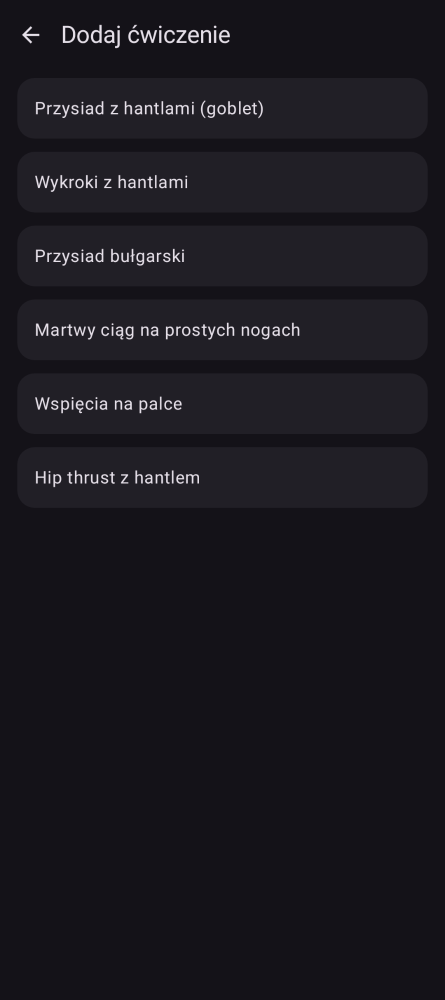 Dodaj ćwiczenie
Przysiad z hantlami (goblet)
Wykroki z hantlami
Przysiad bułgarski
Martwy ciąg na prostych nogach
Wspięcia na palce
Hip thrust z hantlem